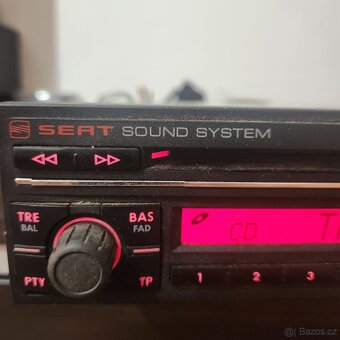 SEAT SOUND SYSTEM
TRE BAS
BAL FAD
CD
PTY TP 1 2 3
© Bazos.cz